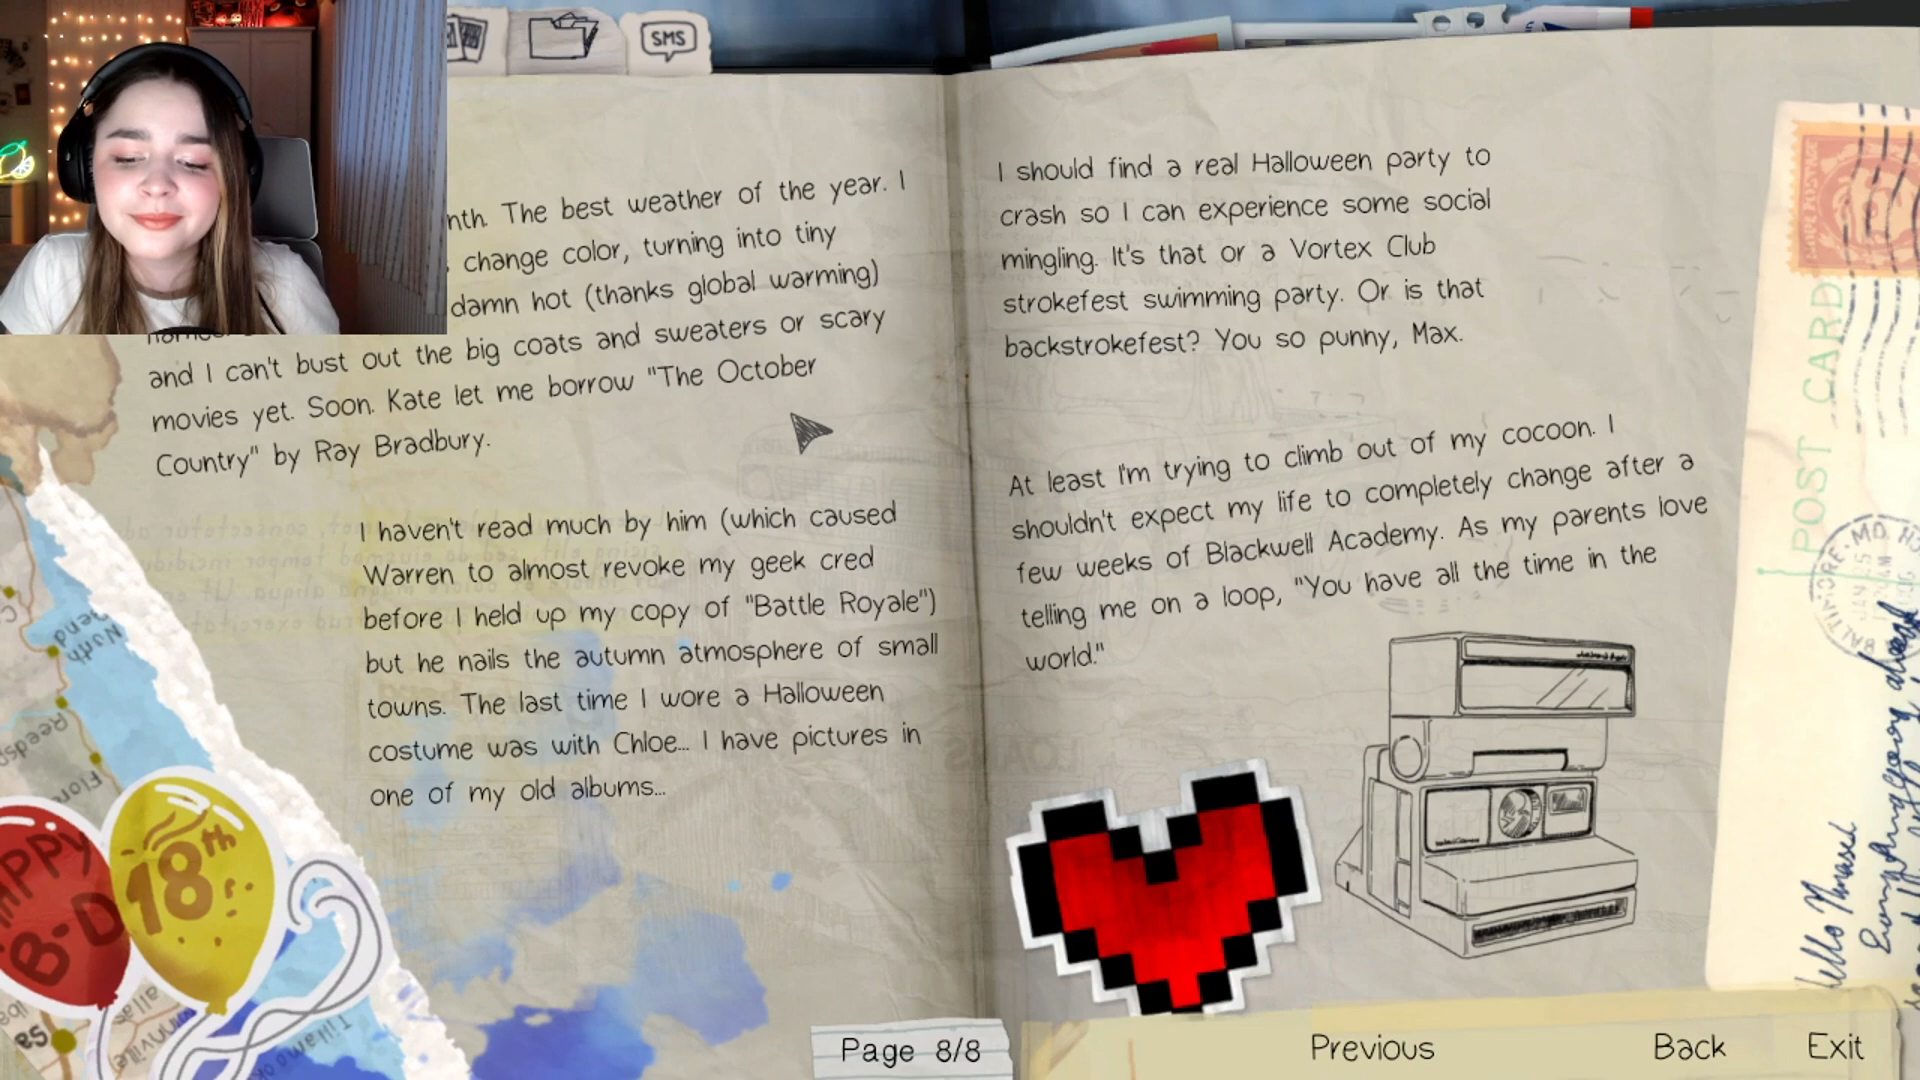 SMS
nth. The best weather of the year. I
change color, turning into tiny
damn hot (thanks global warming)
and I can't bust out the big coats and sweaters or scary
movies yet. Soon. Kate let me borrow "The October
Country" by Ray Bradbury.
I haven't read much by him (which caused
Warren to almost revoke my geek cred
before I held up my copy of "Battle Royale")
but he nails the autumn atmosphere of small
towns. The last time I wore a Halloween
costume was with Chloe... I have pictures in
one of my old albums...
HAPPY
B-D
18th
I should find a real Halloween party to
crash so I can experience some social
mingling. It's that or a Vortex Club
strokefest swimming party. Or is that
backstrokefest? You so punny, Max.
At least I'm trying to climb out of my cocoon. I
shouldn't expect my life to completely change after a
few weeks of Blackwell Academy. As my parents love
telling me on a loop, "You have all the time in the
world."
POST CARD
Page 8/8
Previous
Back
Exit